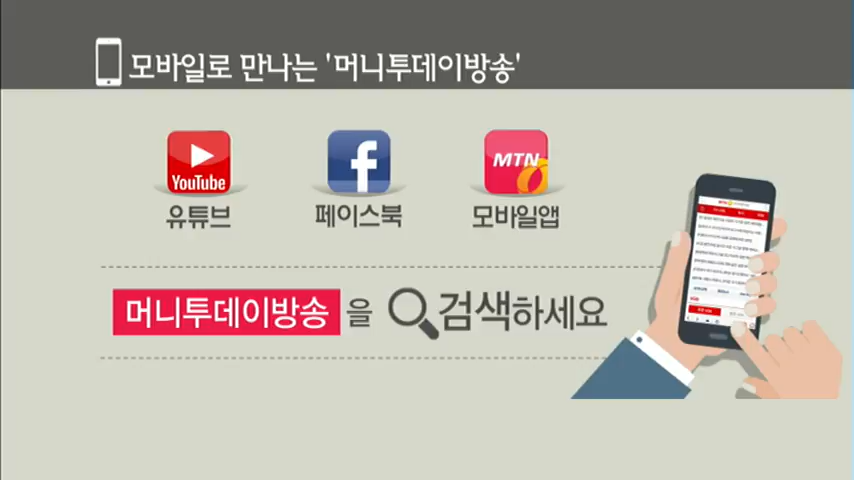 모바일로 만나는 '머니투데이방송'
YouTube
f
MTN
유튜브
페이스북
모바일앱
머니투데이방송을 검색하세요